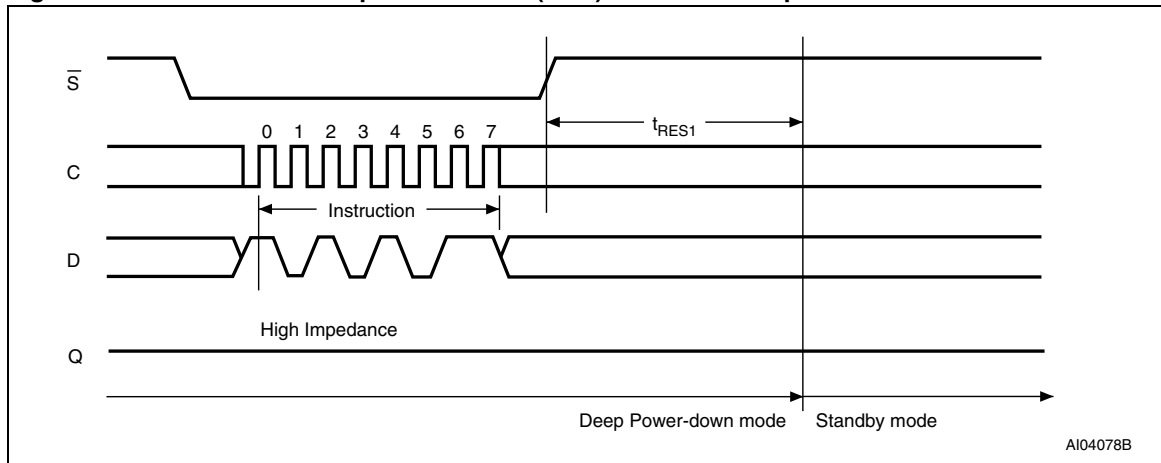 S
0 1 2 3 4 5 6 7
tRES1
C
Instruction
D
High Impedance
Q
Deep Power-down mode Standby mode
AI04078B